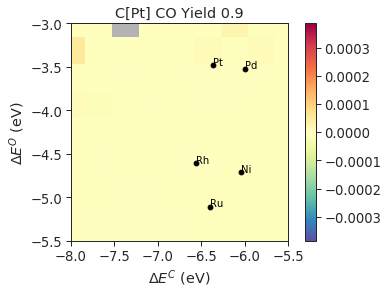 C[Pt] CO Yield 0.9
−3.0
−3.5
−4.0
−4.5
−5.0
−5.5
ΔE^O (eV)
Pt
Pd
Rh
Ni
Ru
−8.0 −7.5 −7.0 −6.5 −6.0 −5.5
ΔE^C (eV)
0.0003
0.0002
0.0001
0.0000
−0.0001
−0.0002
−0.0003